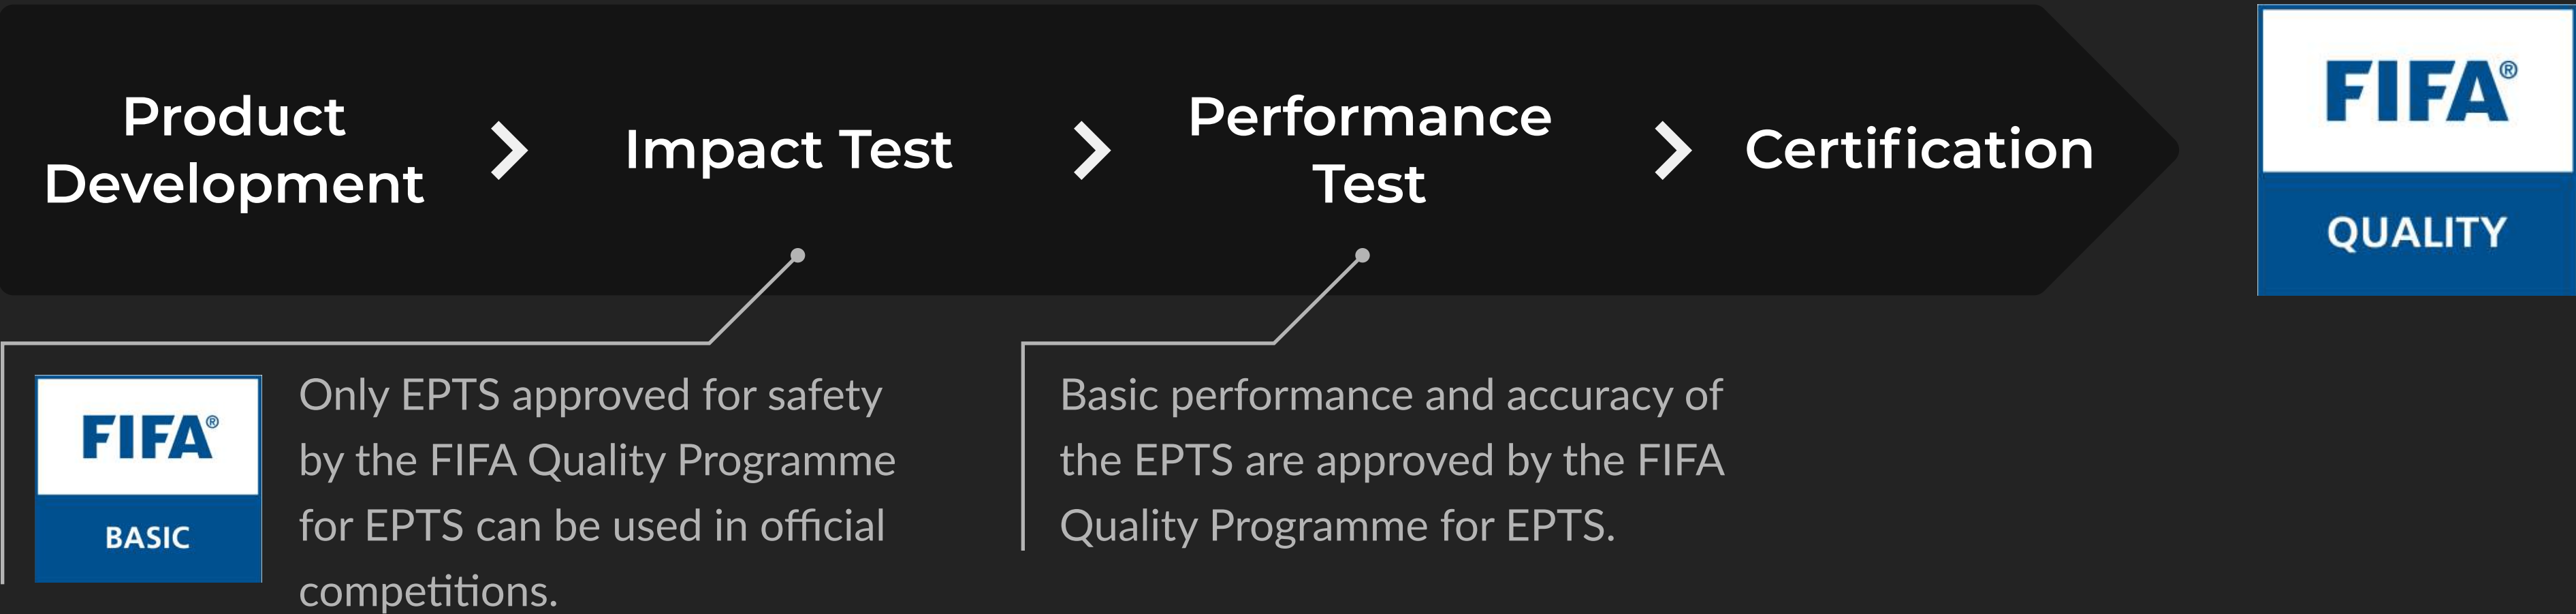 Product
Development
Impact Test
Performance
Test
Certification
FIFA®
QUALITY
FIFA®
BASIC
Only EPTS approved for safety
by the FIFA Quality Programme
for EPTS can be used in official
competitions.
Basic performance and accuracy of
the EPTS are approved by the FIFA
Quality Programme for EPTS.